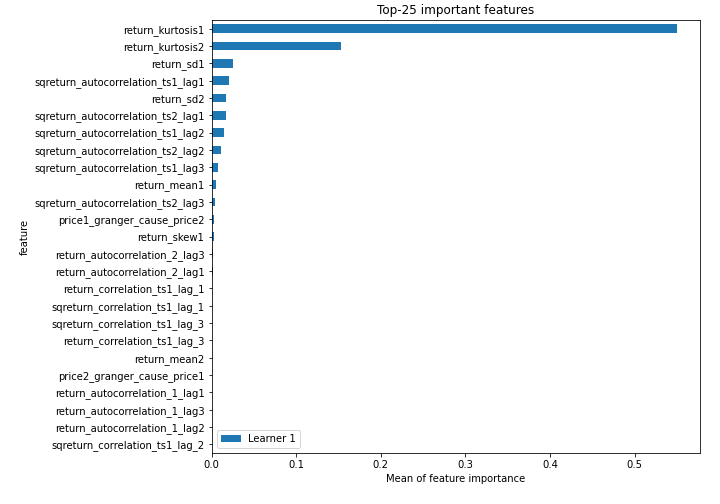 Top-25 important features
return_kurtosis1
return_kurtosis2
return_sd1
sqreturn_autocorrelation_ts1_lag1
return_sd2
sqreturn_autocorrelation_ts2_lag1
sqreturn_autocorrelation_ts1_lag2
sqreturn_autocorrelation_ts2_lag2
sqreturn_autocorrelation_ts1_lag3
return_mean1
sqreturn_autocorrelation_ts2_lag3
price1_granger_cause_price2
return_skew1
return_autocorrelation_2_lag3
return_autocorrelation_2_lag1
return_correlation_ts1_lag_1
sqreturn_correlation_ts1_lag_1
sqreturn_correlation_ts1_lag_3
return_correlation_ts1_lag_3
return_mean2
price2_granger_cause_price1
return_autocorrelation_1_lag1
return_autocorrelation_1_lag3
return_autocorrelation_1_lag2
sqreturn_correlation_ts1_lag_2
feature
Learner 1
0.0 0.1 0.2 0.3 0.4 0.5
Mean of feature importance